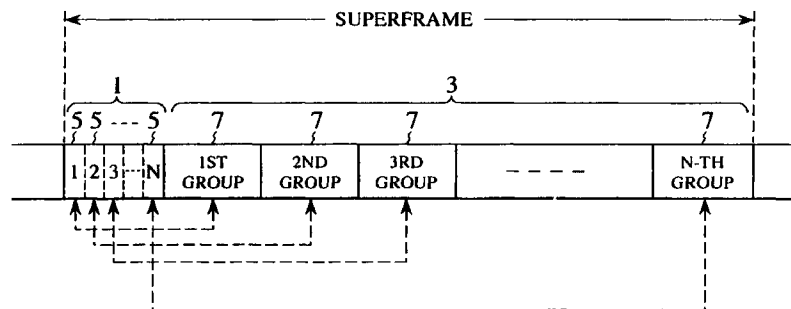 SUPERFRAME
1 3
5 5 ---- 5 7 7 7 7
1 2 3 ---- N 1ST GROUP 2ND GROUP 3RD GROUP ---- N-TH GROUP